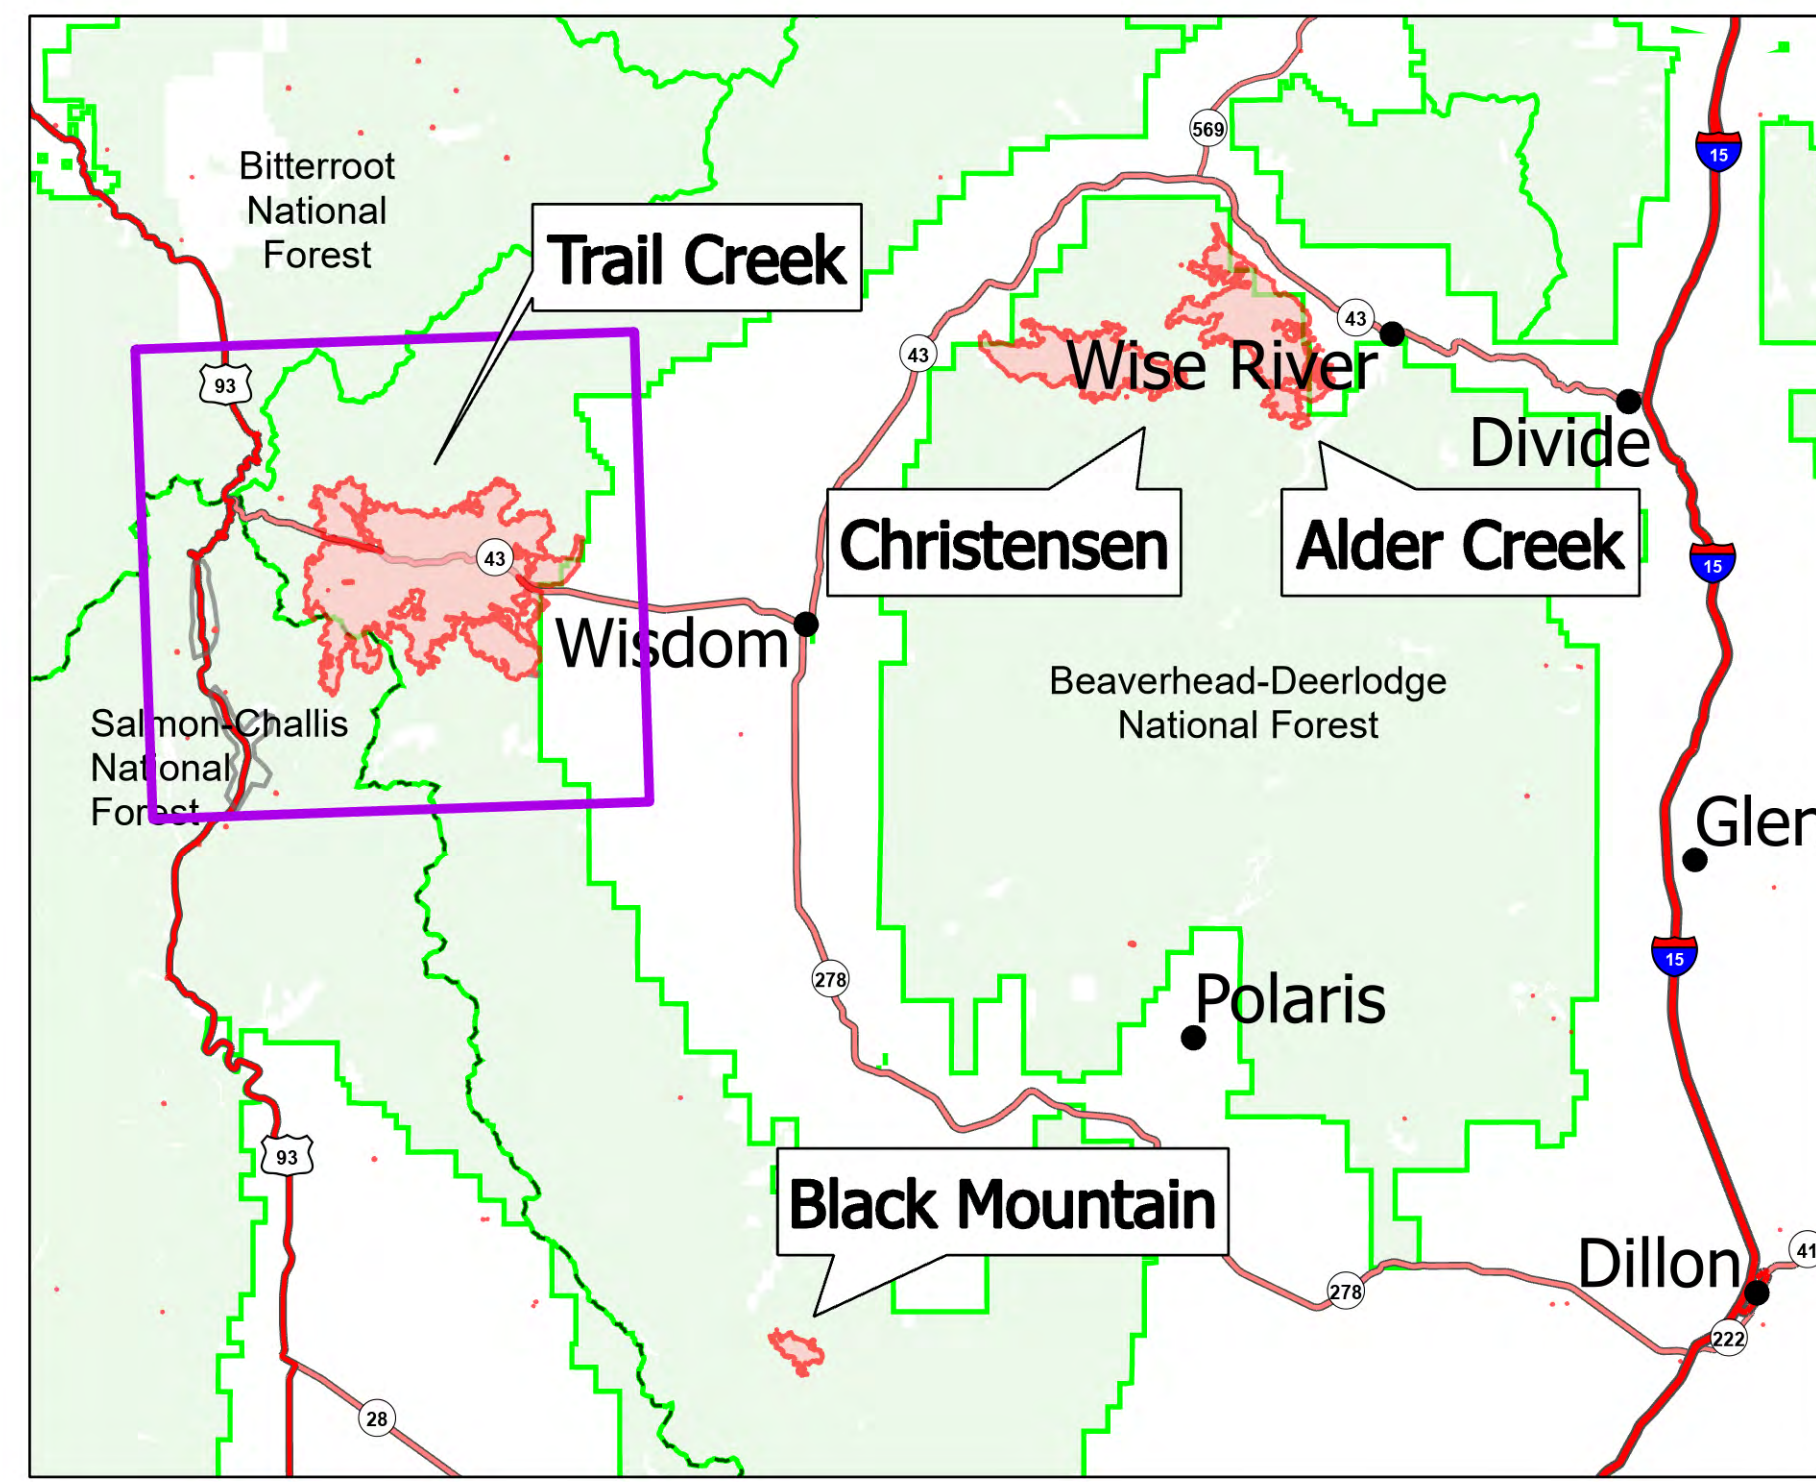 569
15
Bitterroot
National
Forest
Trail Creek
43
43
93
Wise River
Divide
Christensen
Alder Creek
43
15
Wisdom
Beaverhead-Deerlodge
National Forest
Salmon-Challis
National
Forest
Glen
15
278
Polaris
93
Black Mountain
Dillon
41
278
222
28